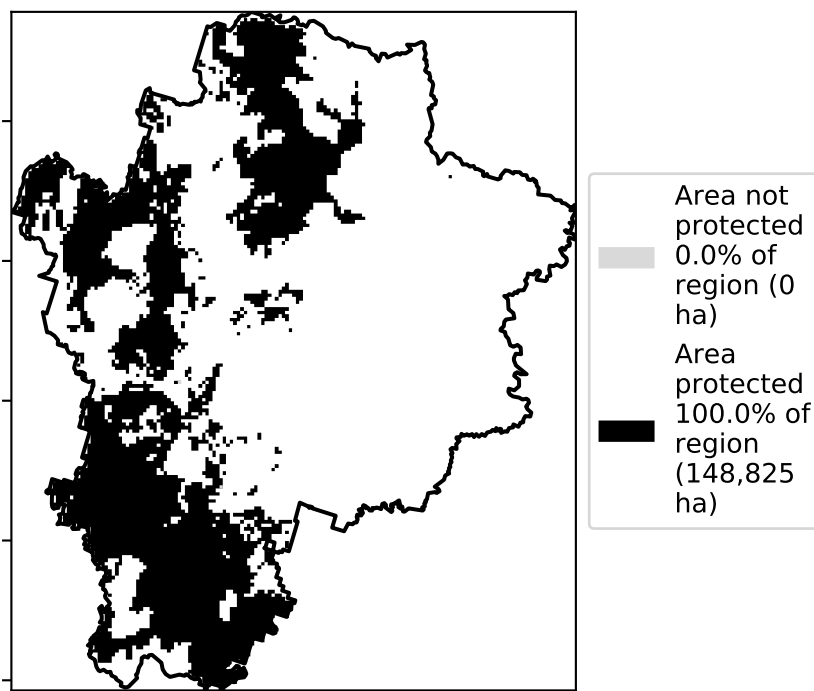 Area not
protected
0.0% of
region (0
ha)
Area
protected
100.0% of
region
(148,825
ha)